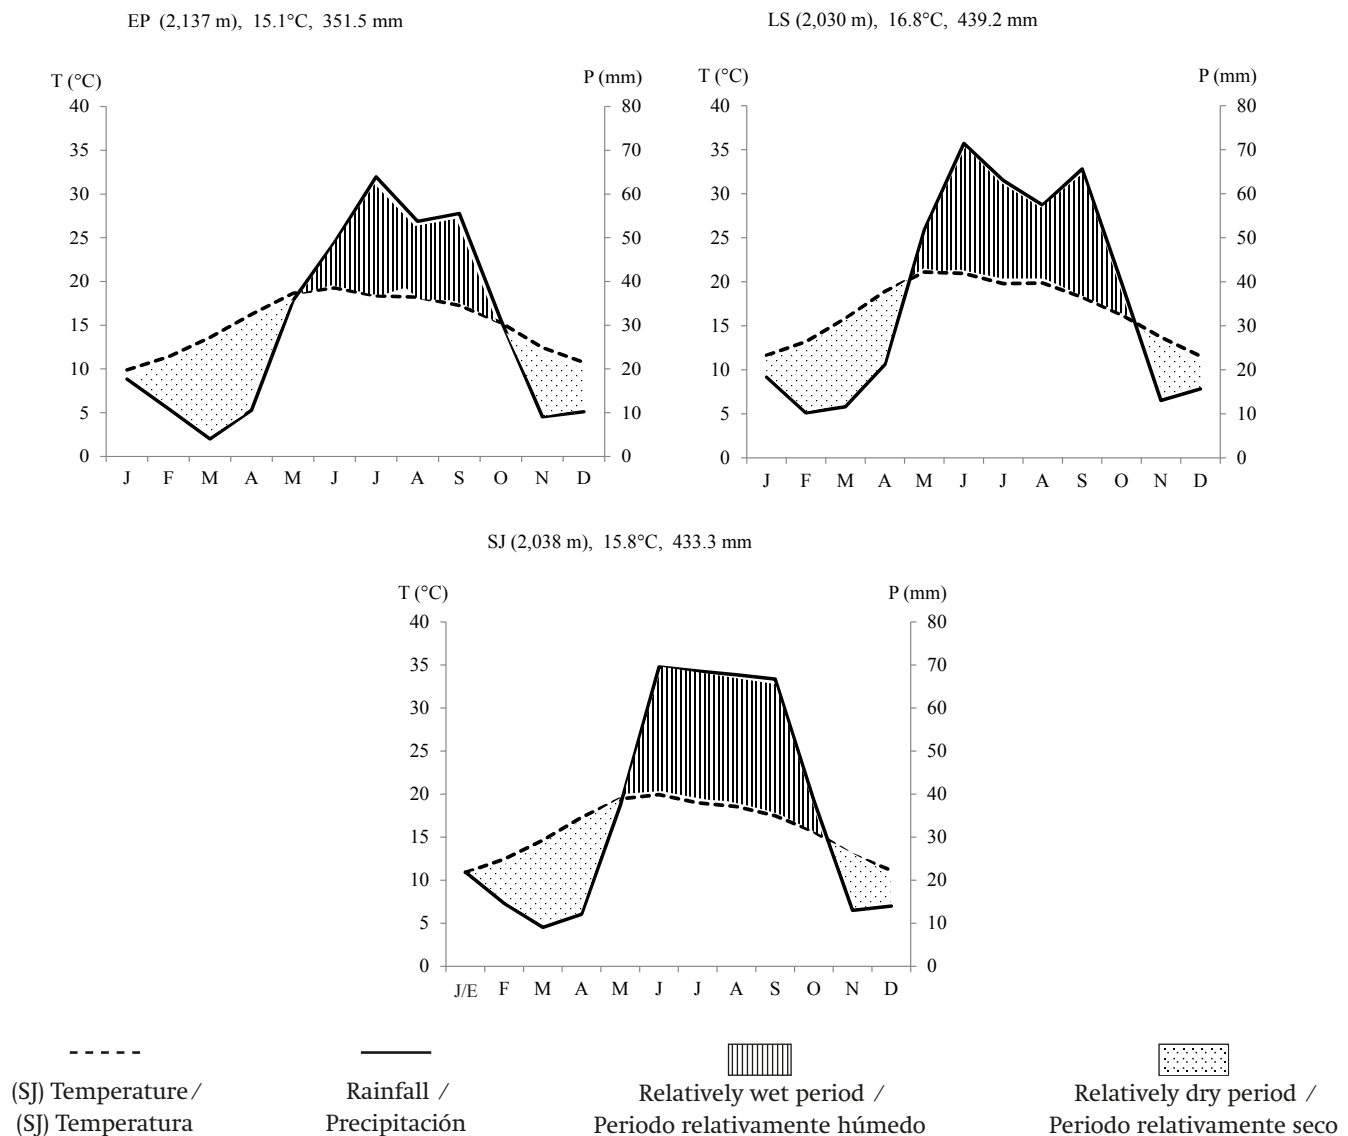 EP (2,137 m), 15.1°C, 351.5 mm
T (°C) P (mm)
40 80
35 70
30 60
25 50
20 40
15 30
10 20
5 10
0 0
J F M A M J J A S O N D
LS (2,030 m), 16.8°C, 439.2 mm
T (°C) P (mm)
40 80
35 70
30 60
25 50
20 40
15 30
10 20
5 10
0 0
J F M A M J J A S O N D
SJ (2,038 m), 15.8°C, 433.3 mm
T (°C) P (mm)
40 80
35 70
30 60
25 50
20 40
15 30
10 20
5 10
0 0
J/E F M A M J J A S O N D
(SJ) Temperature/
(SJ) Temperatura
Rainfall /
Precipitación
Relatively wet period /
Periodo relativamente húmedo
Relatively dry period /
Periodo relativamente seco